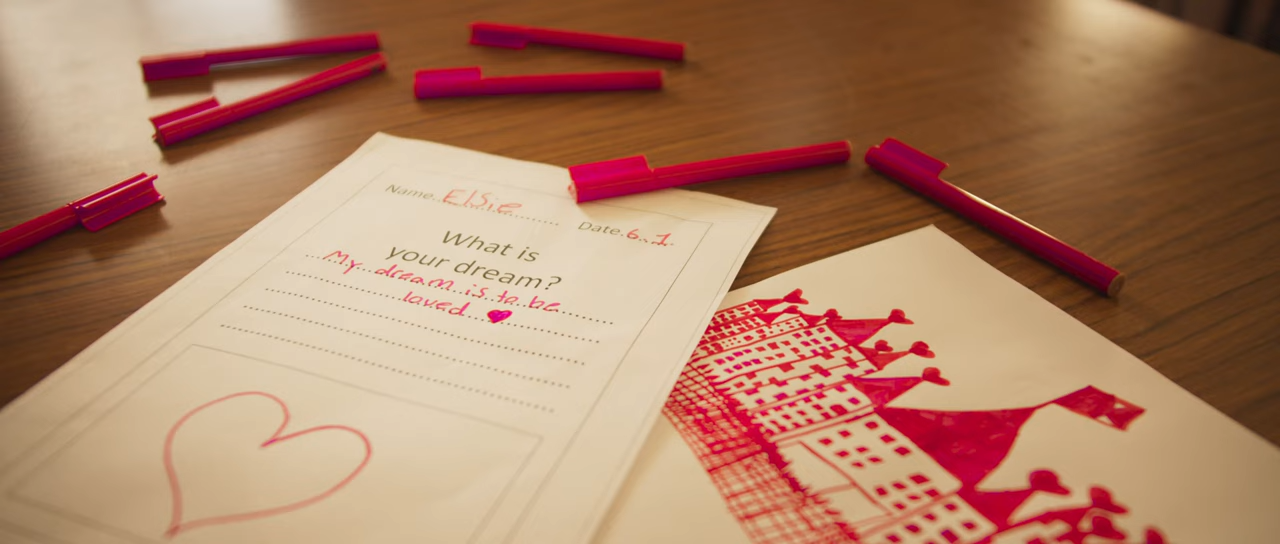 Name. Elsie
Date. 6. 1.
What is
your dream?
My dream is to be
loved ♥